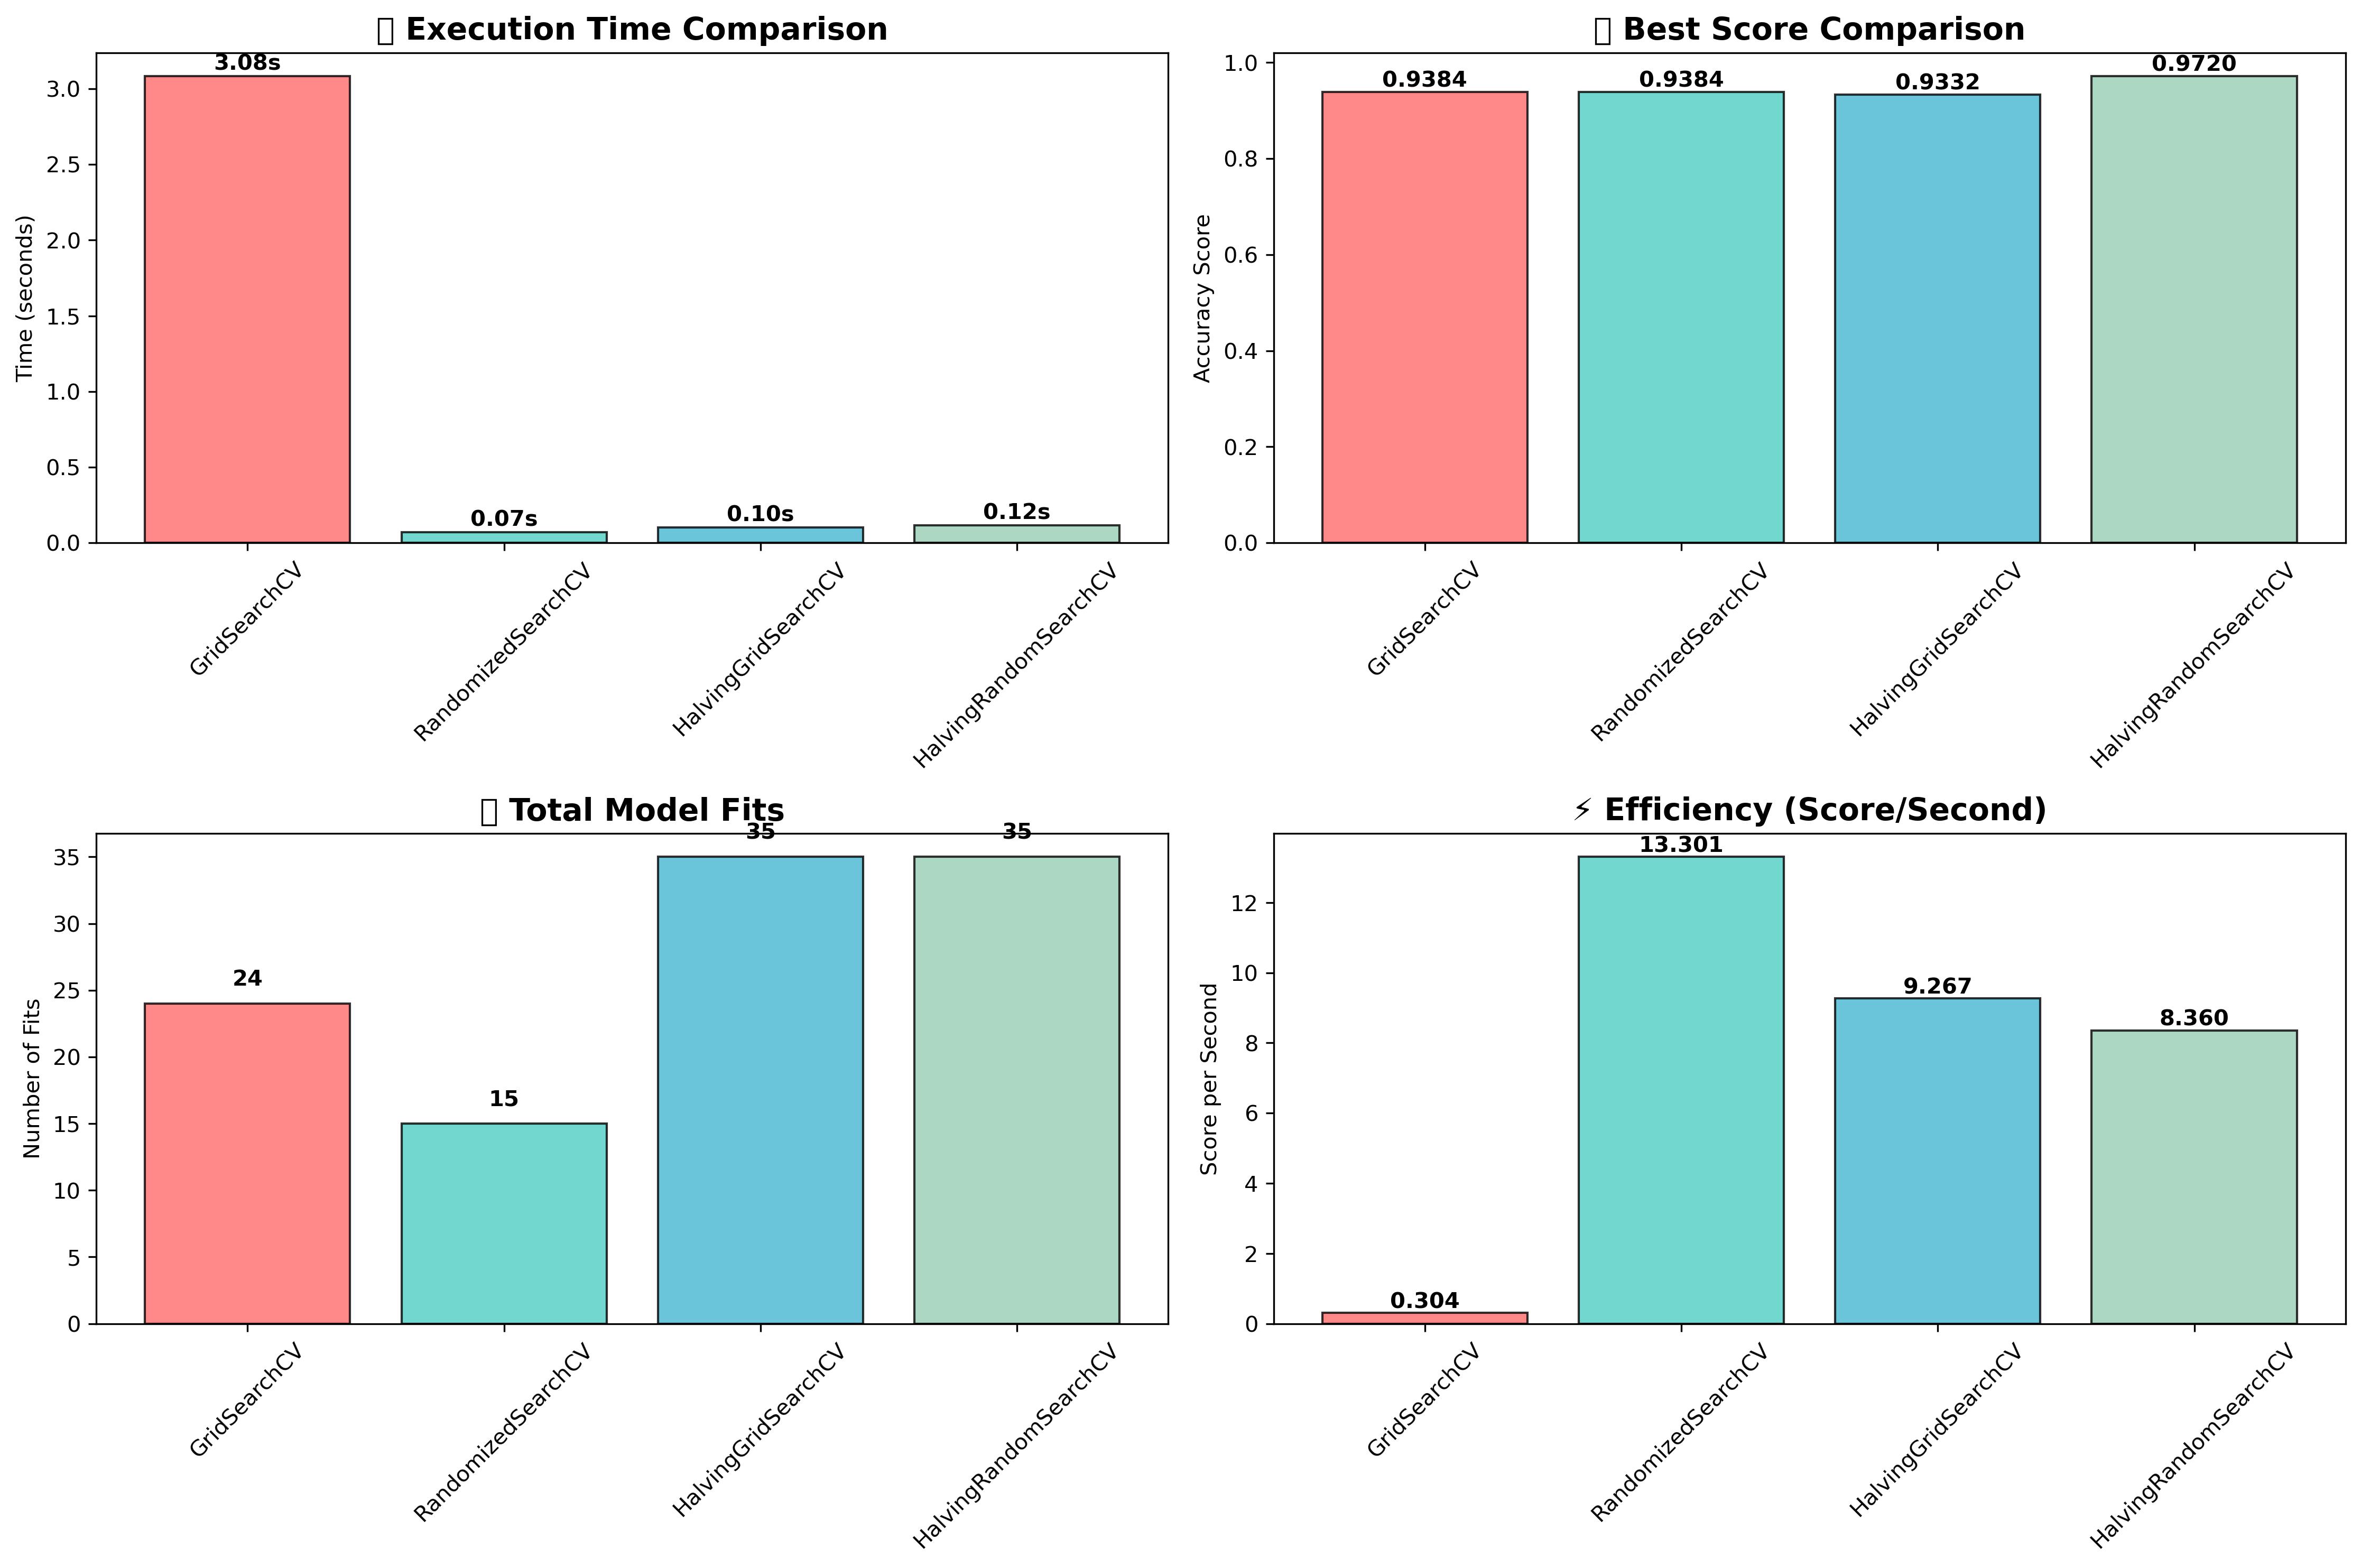 ▯ Execution Time Comparison
3.08s
0.07s
0.10s
0.12s
Time (seconds)
3.0
2.5
2.0
1.5
1.0
0.5
0.0
GridSearchCV
RandomizedSearchCV
HalvingGridSearchCV
HalvingRandomSearchCV
▯ Best Score Comparison
0.9384
0.9384
0.9332
0.9720
Accuracy Score
1.0
0.8
0.6
0.4
0.2
0.0
GridSearchCV
RandomizedSearchCV
HalvingGridSearchCV
HalvingRandomSearchCV
▯ Total Model Fits
24
15
35
35
Number of Fits
35
30
25
20
15
10
5
0
GridSearchCV
RandomizedSearchCV
HalvingGridSearchCV
HalvingRandomSearchCV
⚡ Efficiency (Score/Second)
0.304
13.301
9.267
8.360
Score per Second
12
10
8
6
4
2
0
GridSearchCV
RandomizedSearchCV
HalvingGridSearchCV
HalvingRandomSearchCV